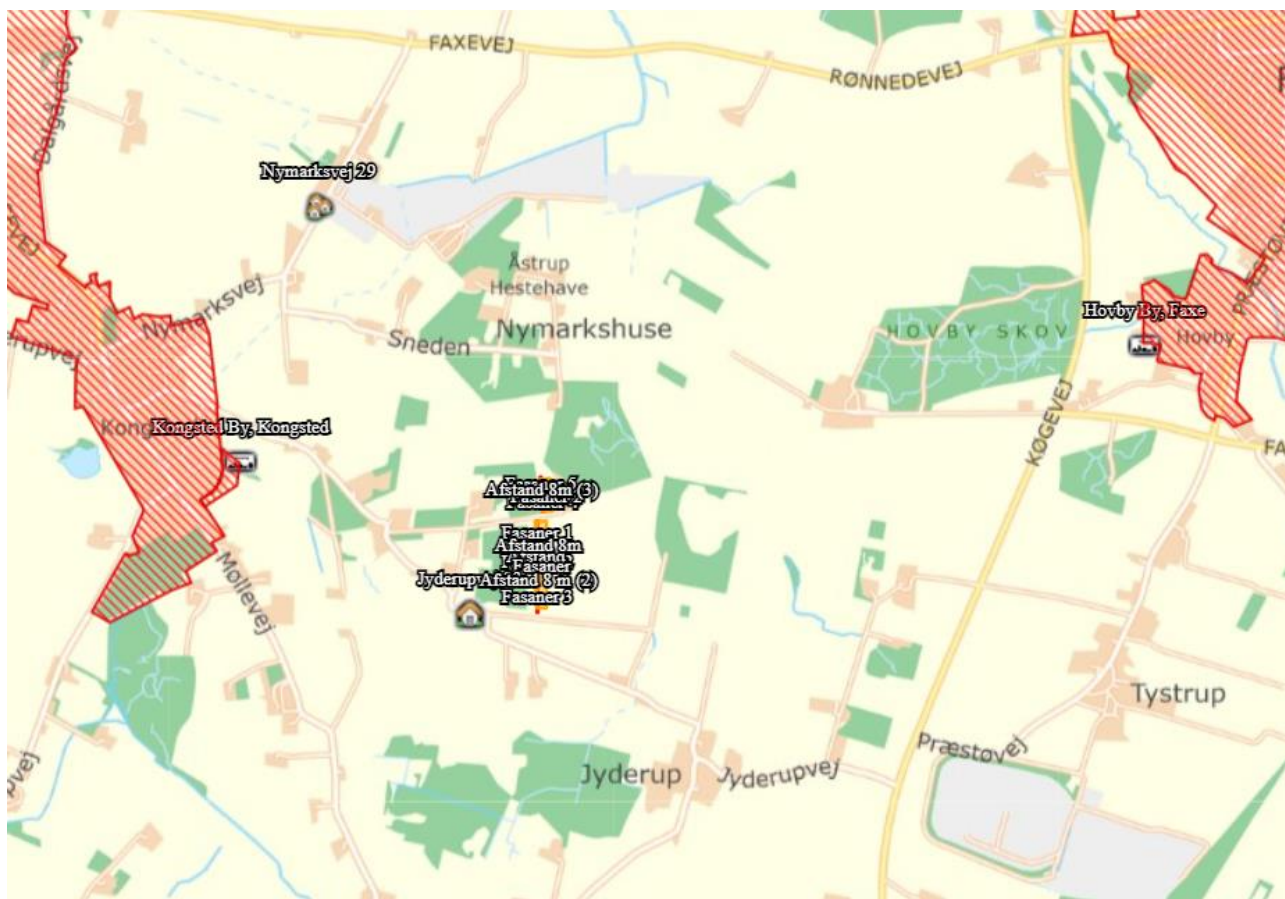 FAXEVEJ
RØNNEDEVEJ
Dalgårdsvej
Nymarksvej 29
Åstrup
Hestehave
Nymarksvej
Sneden
Nymarkshuse
HOVBY SKOV
Hovby By, Faxe
Hovby
KØGEVEJ
Kongsted By, Kongsted
Afstand 8m (3)
Fasaner 1
Afstand 8m
Fasaner
Afstand 8 m (2)
Fasaner 3
Møllevej
Tystrup
Præstøvej
Jyderup
Jyderupvej